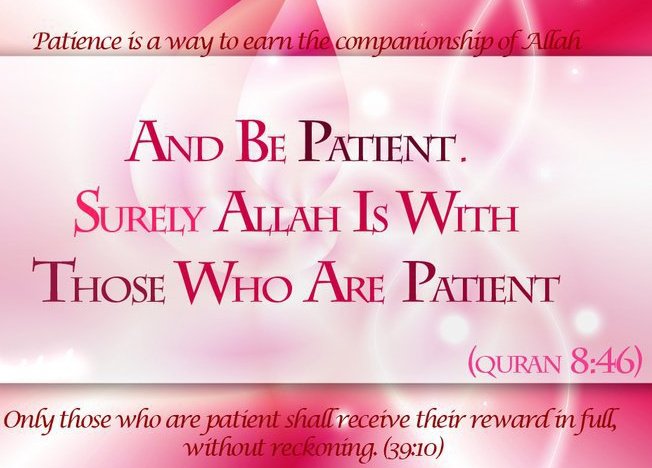 Patience is a way to earn the companionship of Allah
And Be Patient.
Surely Allah Is With
Those Who Are Patient
(Quran 8:46)
Only those who are patient shall receive their reward in full,
without reckoning. (39:10)